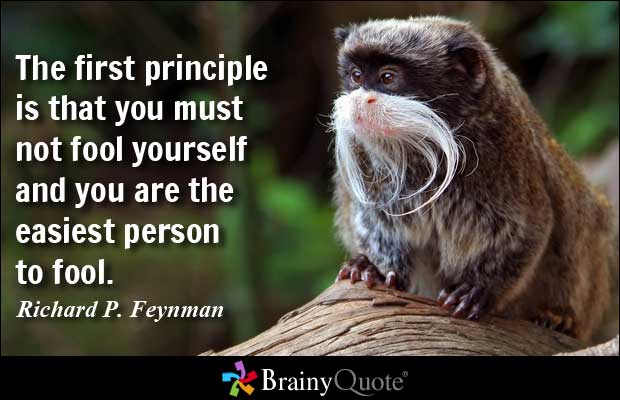 The first principle
is that you must
not fool yourself
and you are the
easiest person
to fool.
Richard P. Feynman
BrainyQuote®